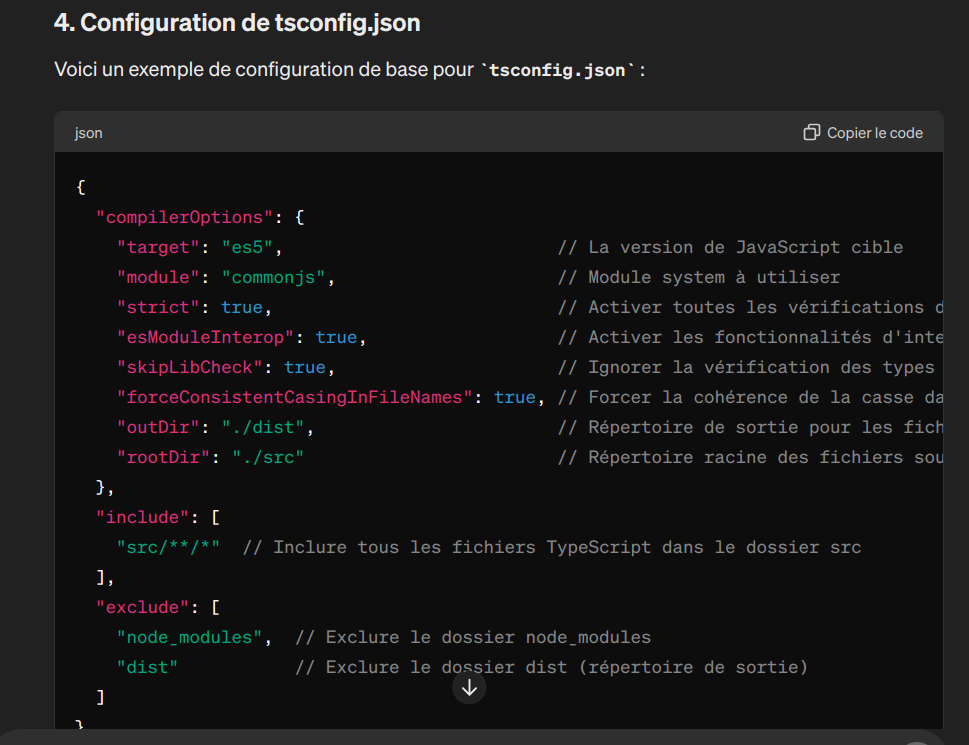 4. Configuration de tsconfig.json
Voici un exemple de configuration de base pour `tsconfig.json` :
json
Copier le code
{
"compilerOptions": {
"target": "es5", // La version de JavaScript cible
"module": "commonjs", // Module system à utiliser
"strict": true, // Activer toutes les vérifications
"esModuleInterop": true, // Activer les fonctionnalités
"skipLibCheck": true, // Ignorer la vérification des types
"forceConsistentCasingInFileNames": true, // Forcer la cohérence de la casse
"outDir": "./dist", // Répertoire de sortie pour les
"rootDir": "./src" // Répertoire racine des fichiers
},
"include": [
"src/**/*" // Inclure tous les fichiers TypeScript dans le dossier src
],
"exclude": [
"node_modules", // Exclure le dossier node_modules
"dist" // Exclure le dossier dist (répertoire de sortie)
]
}